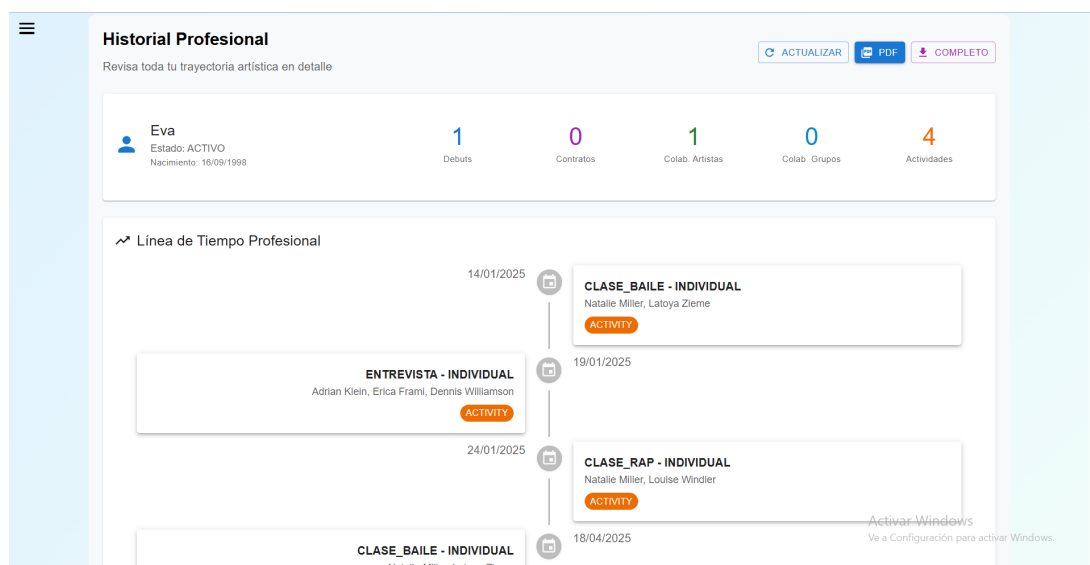 Historial Profesional
Revisa toda tu trayectoria artística en detalle
ACTUALIZAR
PDF
COMPLETO
Eva
Estado: ACTIVO
Nacimiento: 16/09/1998
1
Debuts
0
Contratos
1
Colab. Artistas
0
Colab. Grupos
4
Actividades
Línea de Tiempo Profesional
14/01/2025
CLASE_BAILE - INDIVIDUAL
Natalie Miller, Latoya Zieme
ACTIVITY
19/01/2025
ENTREVISTA - INDIVIDUAL
Adrian Klein, Erica Frami, Dennis Williamson
ACTIVITY
24/01/2025
CLASE_RAP - INDIVIDUAL
Natalie Miller, Louise Windler
ACTIVITY
18/04/2025
CLASE_BAILE - INDIVIDUAL
Activar Windows
Ve a Configuración para activar Windows.